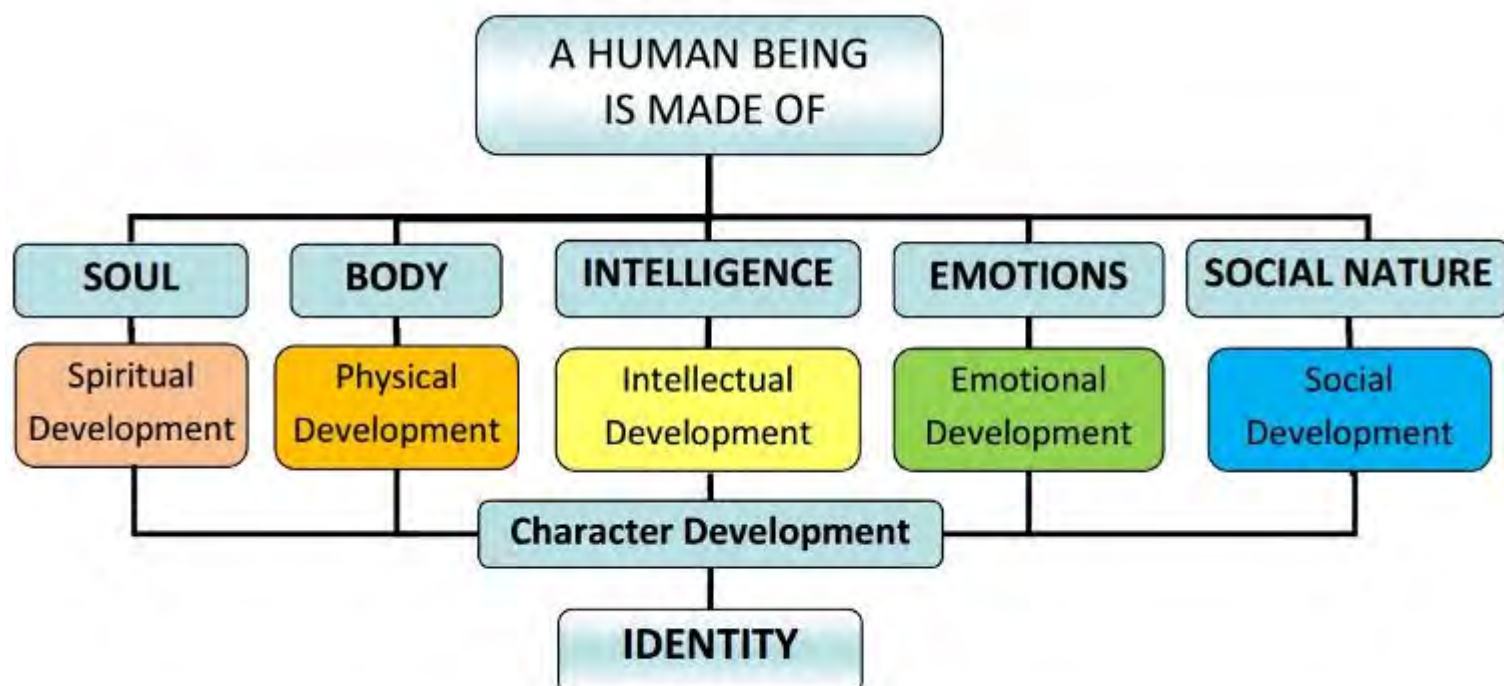 A HUMAN BEING
IS MADE OF
SOUL
BODY
INTELLIGENCE
EMOTIONS
SOCIAL NATURE
Spiritual
Development
Physical
Development
Intellectual
Development
Emotional
Development
Social
Development
Character Development
IDENTITY